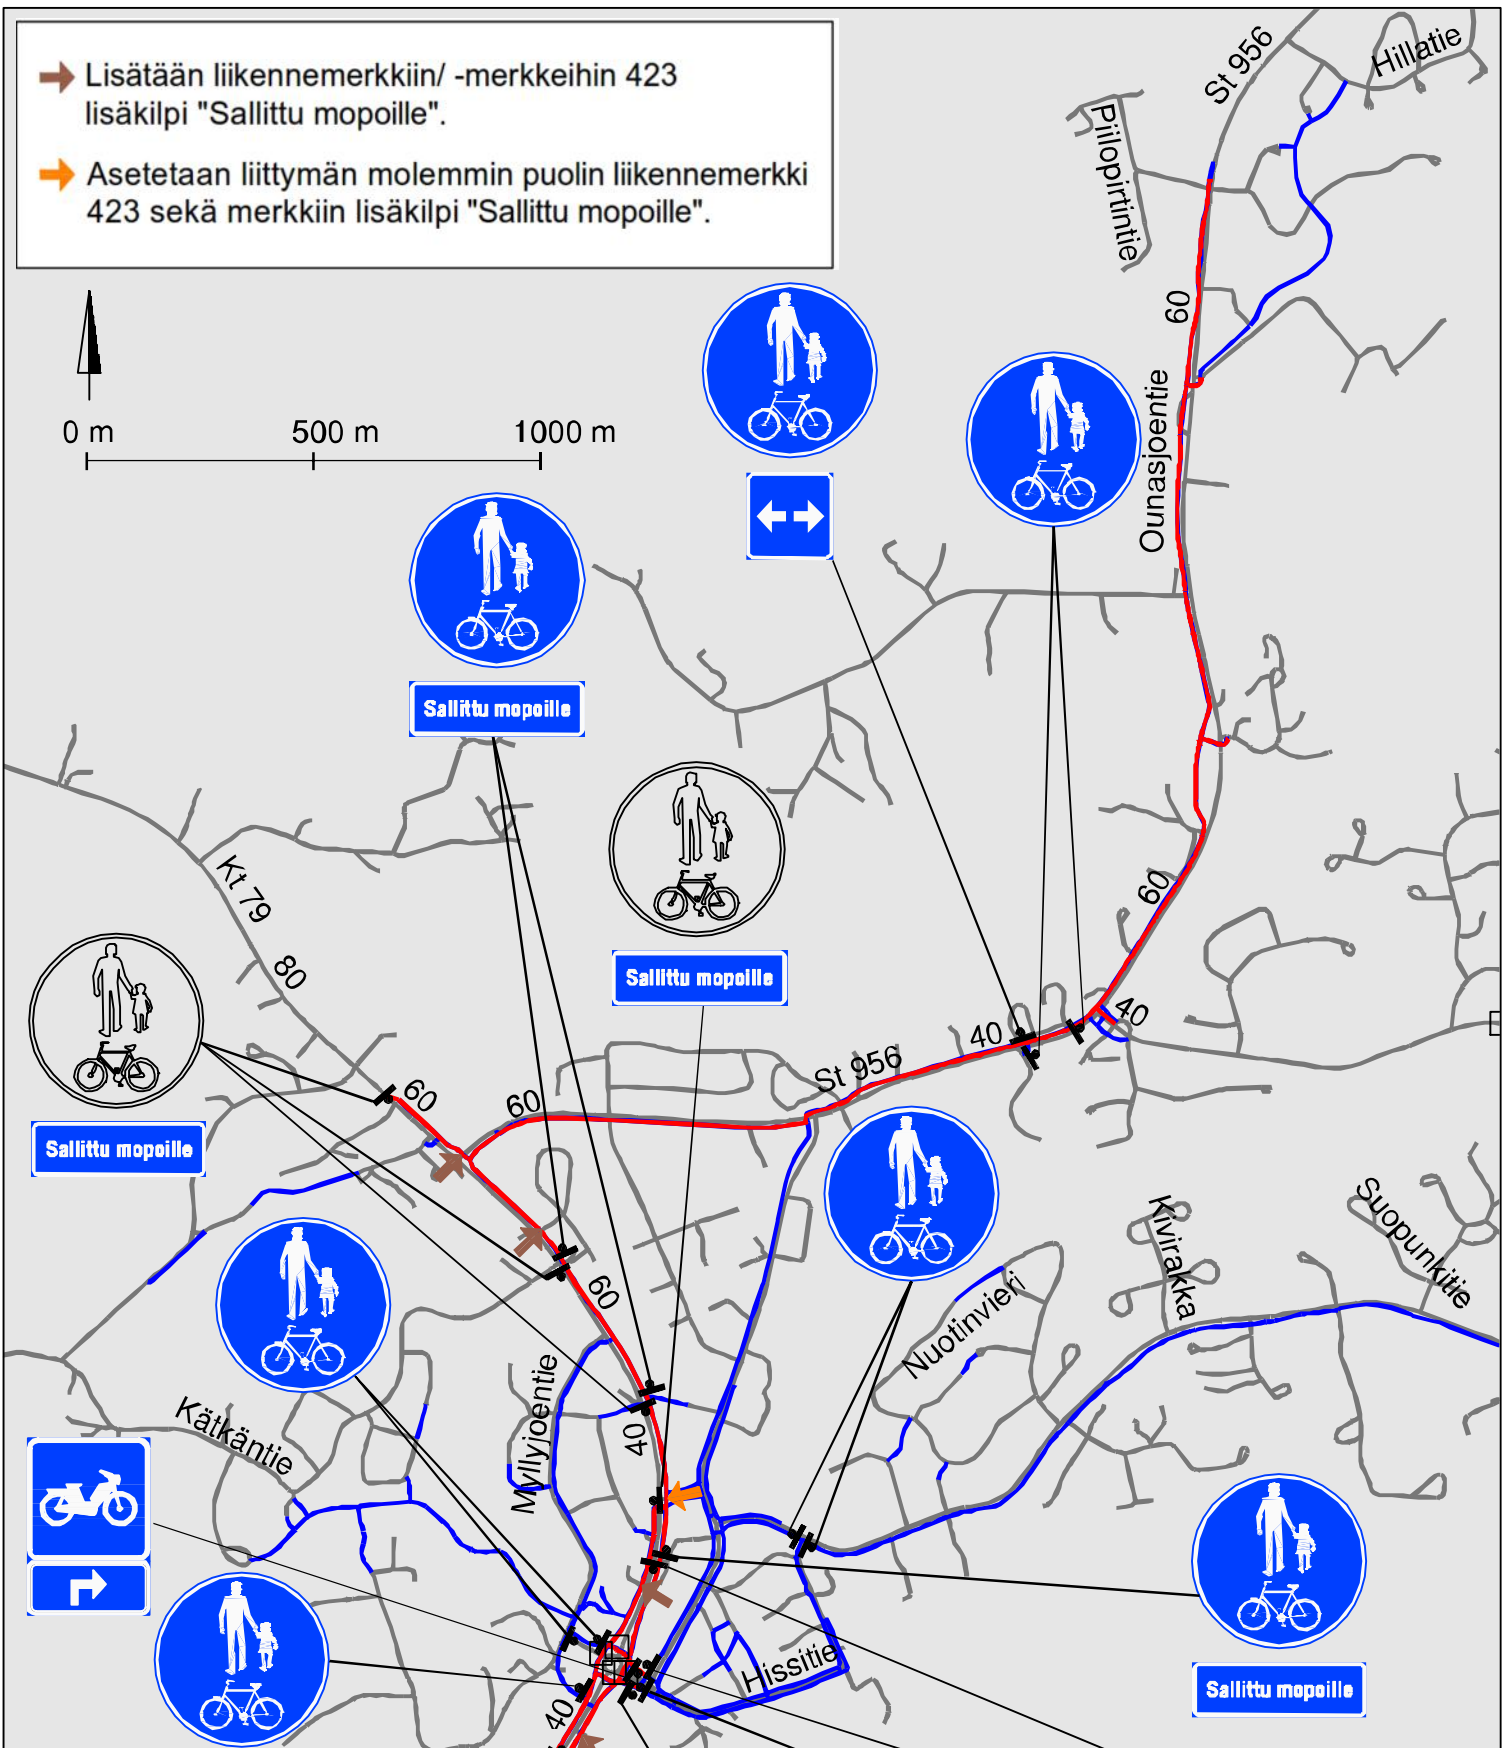 Lisätään liikennemerkkiin/ -merkkeihin 423
lisäkilpi "Sallittu mopoille".
Asetetaan liittymän molemmin puolin liikennemerkki
423 sekä merkkiin lisäkilpi "Sallittu mopoille".
St 956
Hillatie
Piilopirtintie
60
0 m
500 m
1000 m
Ounasjoentie
Sallittu mopoille
Kt 79
80
60
Sallittu mopoille
40
40
St 956
60
60
Sallittu mopoille
60
Kivirakka
Suopunkitie
Nuotinvieri
Myllyjoentie
40
Kätkäntie
Hissitie
Sallittu mopoille
40